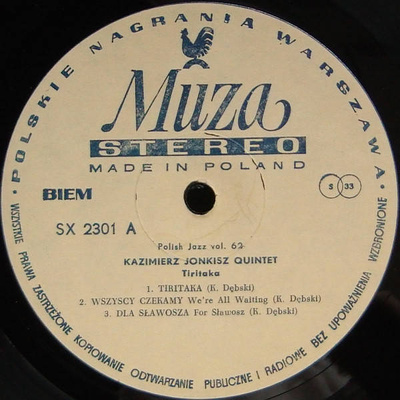 • POLSKIE NAGRANIA WARSZAWA •
Muza
STEREO
MADE IN POLAND
BIEM
S 33
SX 2301 A
Polish Jazz vol. 62
KAZIMIERZ JONKISZ QUINTET
Tiritaka
1. TIRITAKA (K. Dębski)
2. WSZYSCY CZEKAMY We're All Waiting (K. Dębski)
3. DLA SŁAWOSZA For Sławosz (K. Dębski)
WSZYSTKIE PRAWA ZASTRZEŻONE KOPIOWANIE ODTWARZANIE PUBLICZNE I RADIOWE BEZ UPOWAŻNIENIA WZBRONIONE